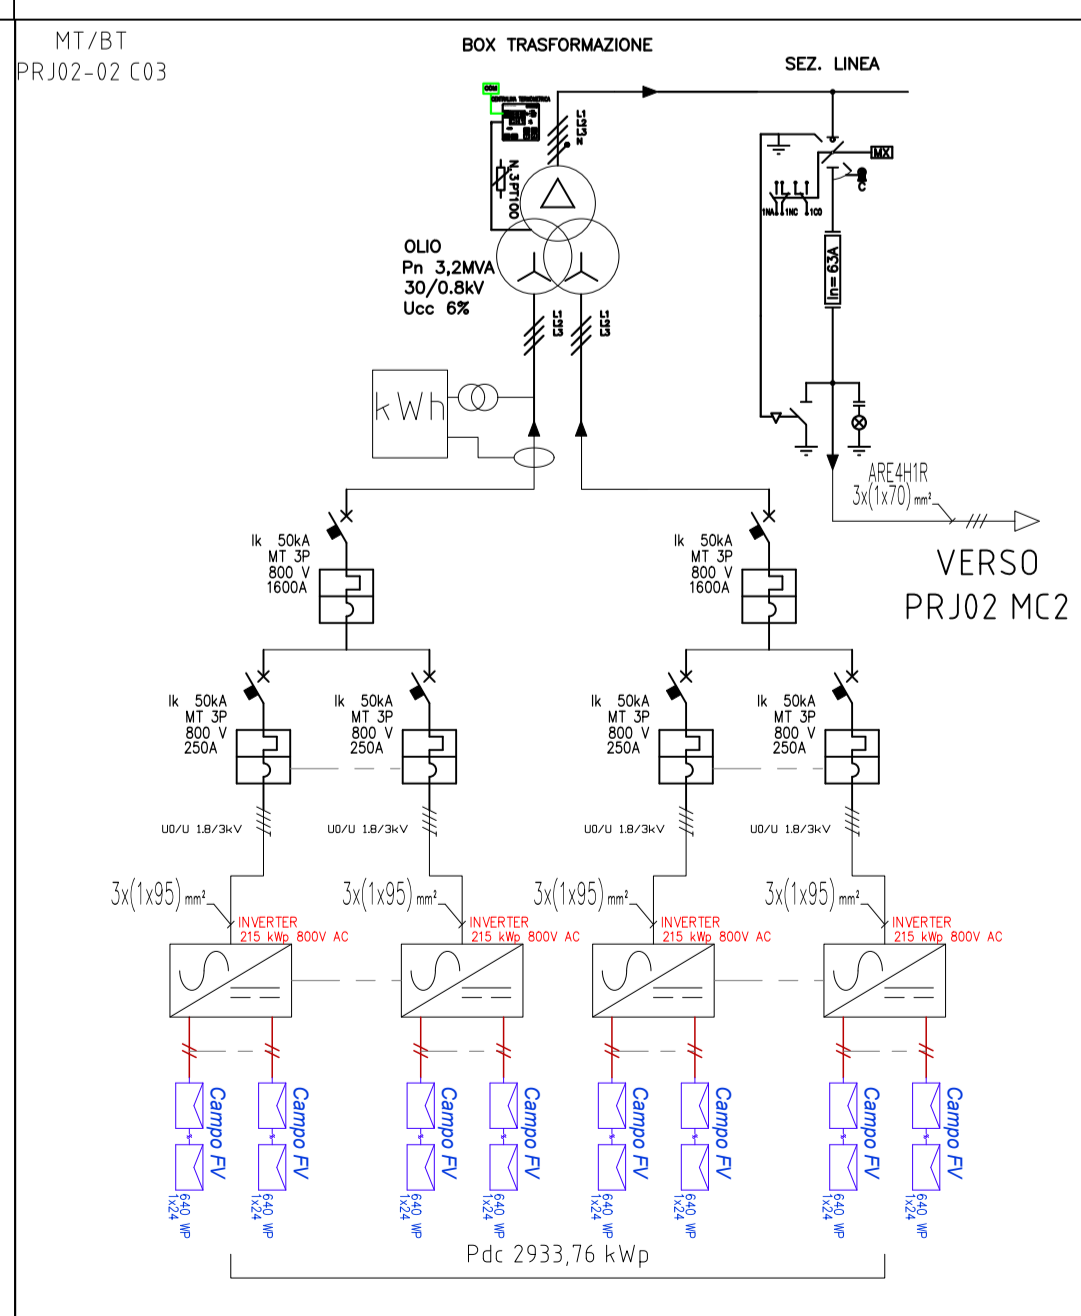 MT/BT
PRJ02-02 C03
BOX TRASFORMAZIONE
SEZ. LINEA
COM
CENTRALINA TERMOMETRICA
N.3PT100
MX
C
1NA
1NC
1CO
In=63A
OLIO
Pn 3,2MVA
30/0.8kV
Ucc 6%
kWh
ARE4H1R
3x(1x70) mm²
VERSO
PRJ02 MC2
Ik 50kA
MT 3P
800 V
1600A
Ik 50kA
MT 3P
800 V
1600A
Ik 50kA
MT 3P
800 V
250A
Ik 50kA
MT 3P
800 V
250A
Ik 50kA
MT 3P
800 V
250A
Ik 50kA
MT 3P
800 V
250A
U0/U 1.8/3kV
U0/U 1.8/3kV
U0/U 1.8/3kV
U0/U 1.8/3kV
3x(1x95) mm²
3x(1x95) mm²
3x(1x95) mm²
3x(1x95) mm²
INVERTER
215 kWp 800V AC
INVERTER
215 kWp 800V AC
INVERTER
215 kWp 800V AC
INVERTER
215 kWp 800V AC
Campo FV
Campo FV
Campo FV
Campo FV
Campo FV
Campo FV
Campo FV
Campo FV
640 WP
1x24
640 WP
1x24
640 WP
1x24
640 WP
1x24
640 WP
1x24
640 WP
1x24
640 WP
1x24
640 WP
1x24
Pdc 2933,76 kWp